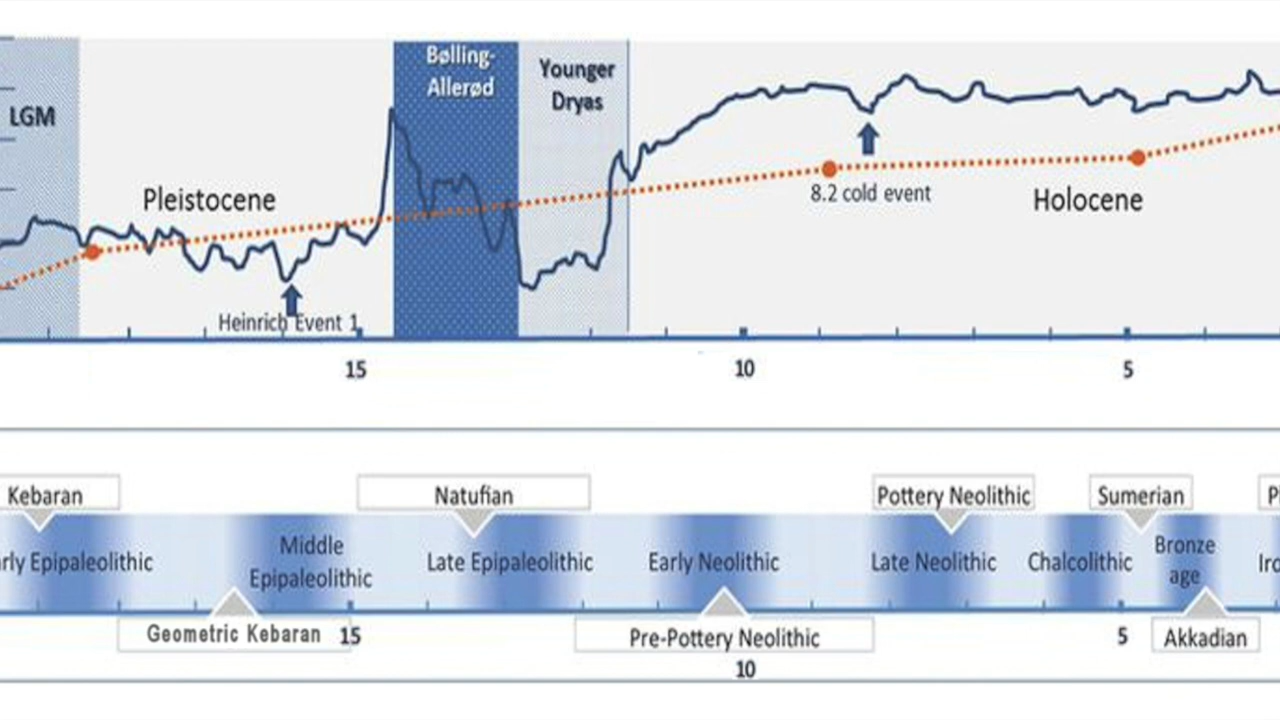 Bølling-
Allerød
Younger
Dryas
LGM
Pleistocene
8.2 cold event
Holocene
Heinrich Event 1
15
10
5
Kebaran
Natufian
Pottery Neolithic
Sumerian
Middle
Epipaleolithic
Epipaleolithic
Late Epipaleolithic
Early Neolithic
Late Neolithic
Chalcolithic
Bronze
age
Geometric Kebaran
15
Pre-Pottery Neolithic
10
5
Akkadian